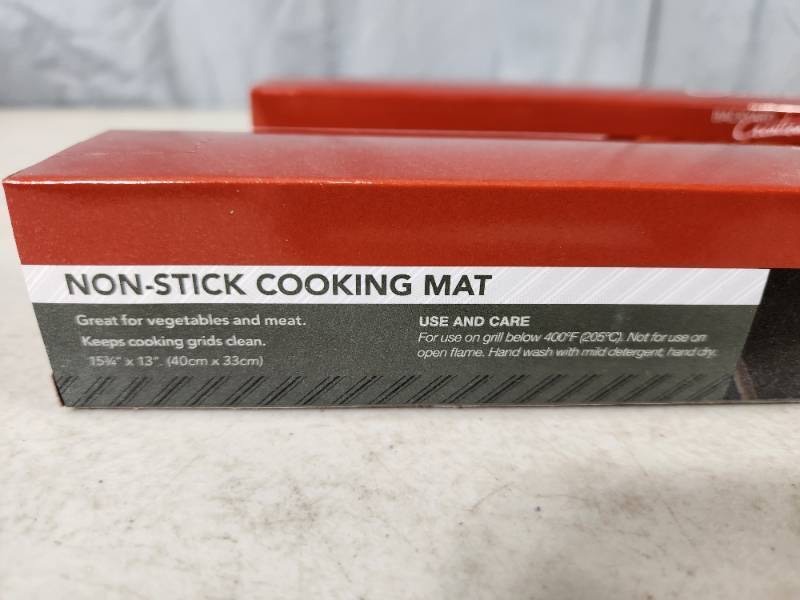 NON-STICK COOKING MAT
Great for vegetables and meat.
Keeps cooking grids clean.
15¾" x 13". (40cm x 33cm)
USE AND CARE
For use on grill below 400°F (205°C). Not for use on
open flame. Hand wash with mild detergent, hand dry.